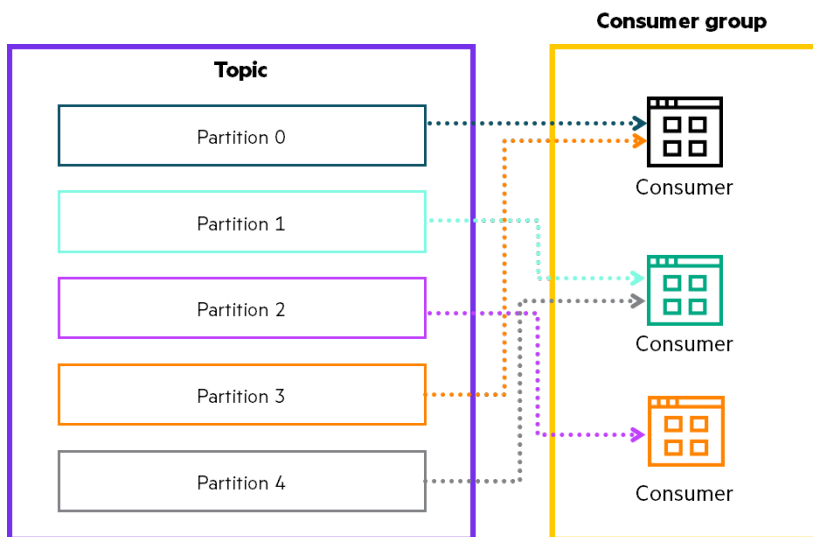 Consumer group
Topic
Partition 0
Consumer
Partition 1
Partition 2
Consumer
Partition 3
Partition 4
Consumer